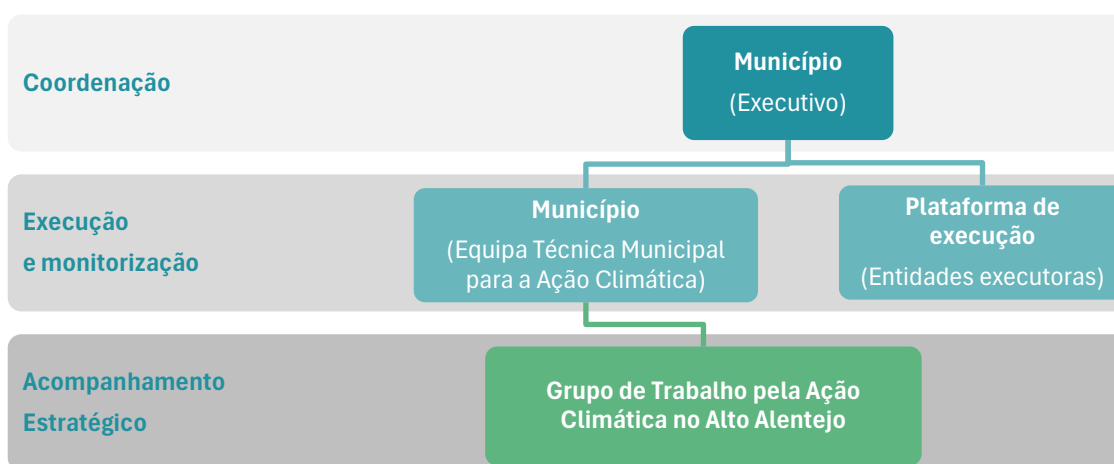 Coordenação
Município
(Executivo)
Execução
e monitorização
Município
(Equipa Técnica Municipal
para a Ação Climática)
Plataforma de
execução
(Entidades executoras)
Acompanhamento
Estratégico
Grupo de Trabalho pela Ação
Climática no Alto Alentejo